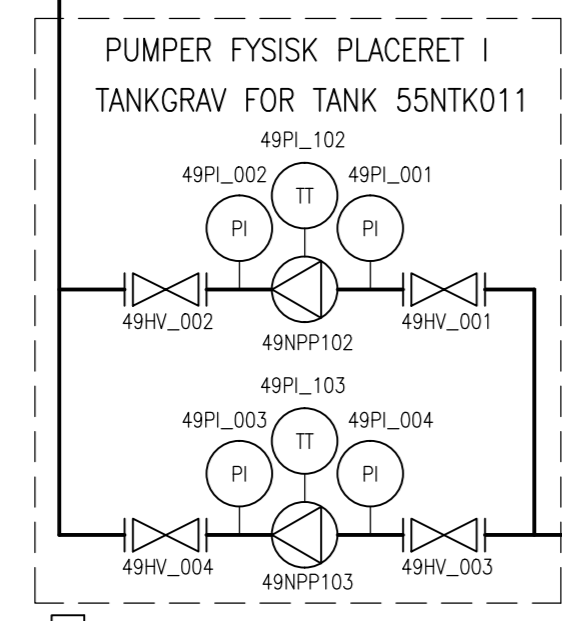 PUMPER FYSISK PLACERET I
TANKGRAV FOR TANK 55NTK011
49PI_102
49PI_002
49PI_001
TT
PI
PI
49HV_002
49HV_001
49NPP102
49PI_103
49PI_003
49PI_004
TT
PI
PI
49HV_004
49HV_003
49NPP103